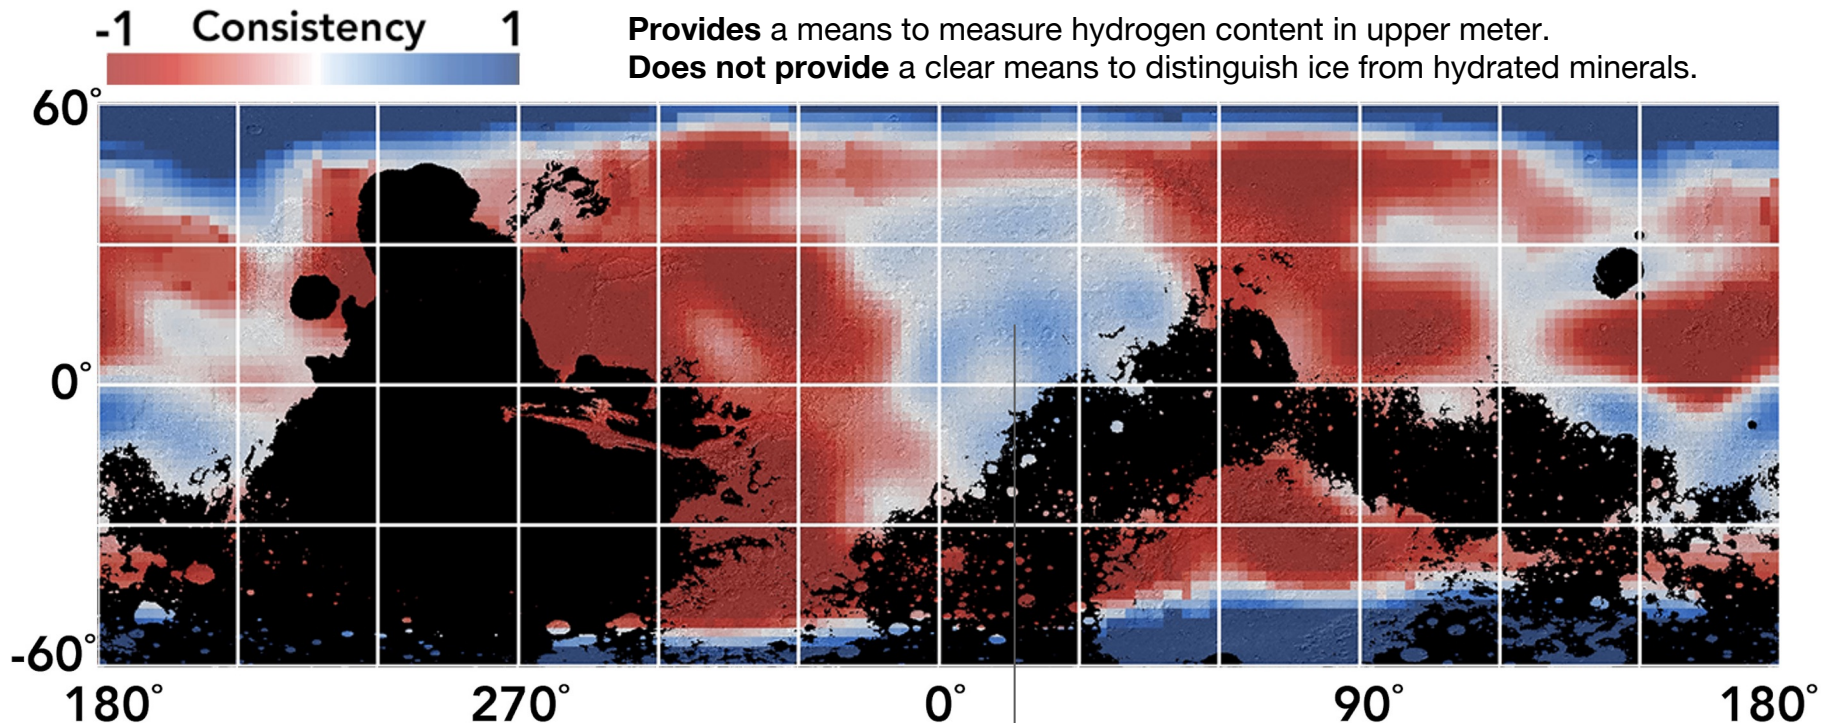 -1 Consistency 1
Provides a means to measure hydrogen content in upper meter.
Does not provide a clear means to distinguish ice from hydrated minerals.
60°
0°
-60°
180° 270° 0° 90° 180°